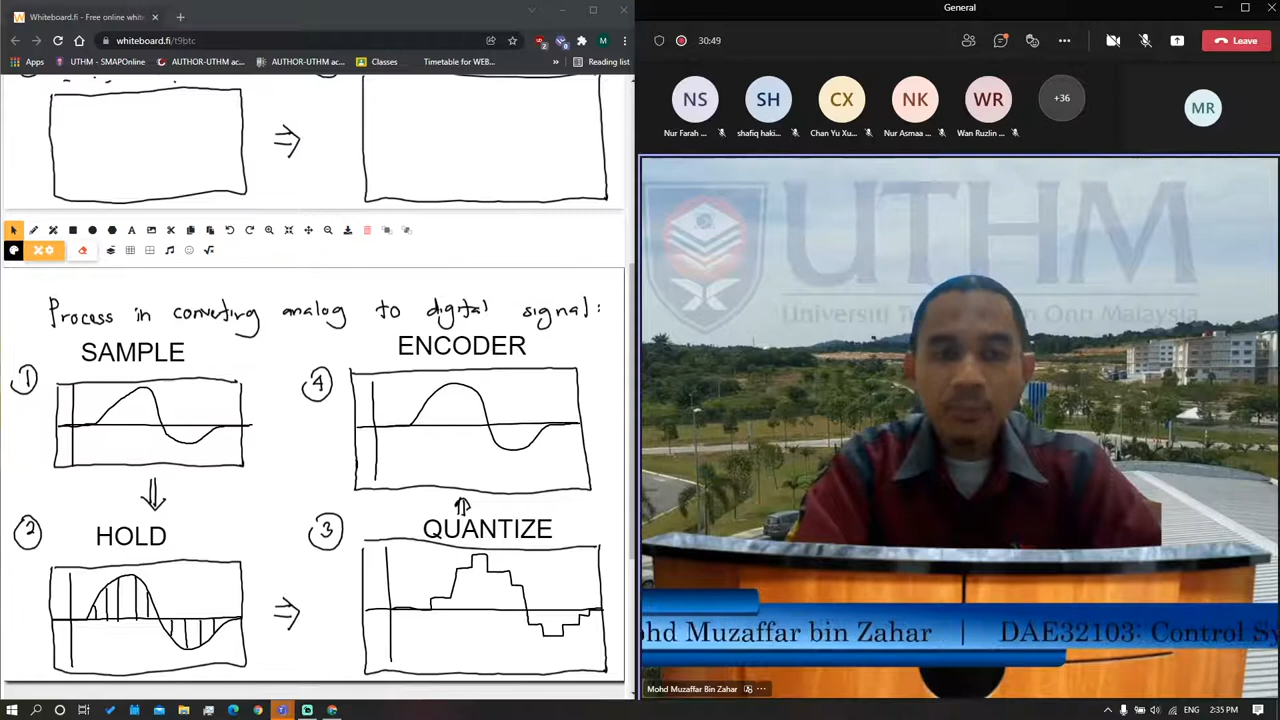 Whiteboard.fi - Free online white
whiteboard.fi/t9btc
Apps
UTHM - SMAPOnline
AUTHOR-UTHM ac...
AUTHOR-UTHM ac...
Classes
Timetable for WEB...
Reading list
Process in converting analog to digital signal:
SAMPLE
ENCODER
1
4
HOLD
QUANTIZE
2
3
General
30:49
Leave
NS
SH
CX
NK
WR
+36
MR
Nur Farah ...
shafiq haki...
Chan Yu Xu...
Nur Asmaa ...
Wan Ruzlin ...
UTHM
Universiti Tu n Onn Malaysia
ohd Muzaffar bin Zahar | DAE32103: Control Sy
Mohd Muzaffar Bin Zahar
ENG
2:35 PM